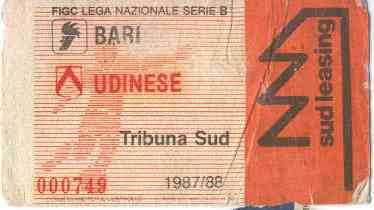 FIGC LEGA NAZIONALE SERIE B
BARI
UDINESE
Tribuna Sud
000749
1987/88
sud leasing